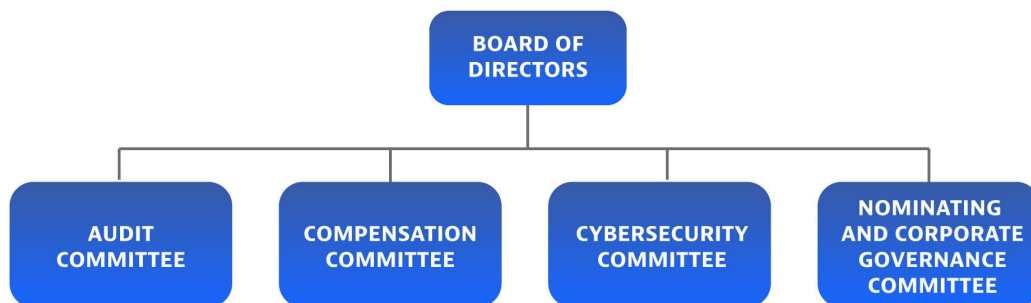 BOARD OF
DIRECTORS
AUDIT
COMMITTEE
COMPENSATION
COMMITTEE
CYBERSECURITY
COMMITTEE
NOMINATING
AND CORPORATE
GOVERNANCE
COMMITTEE